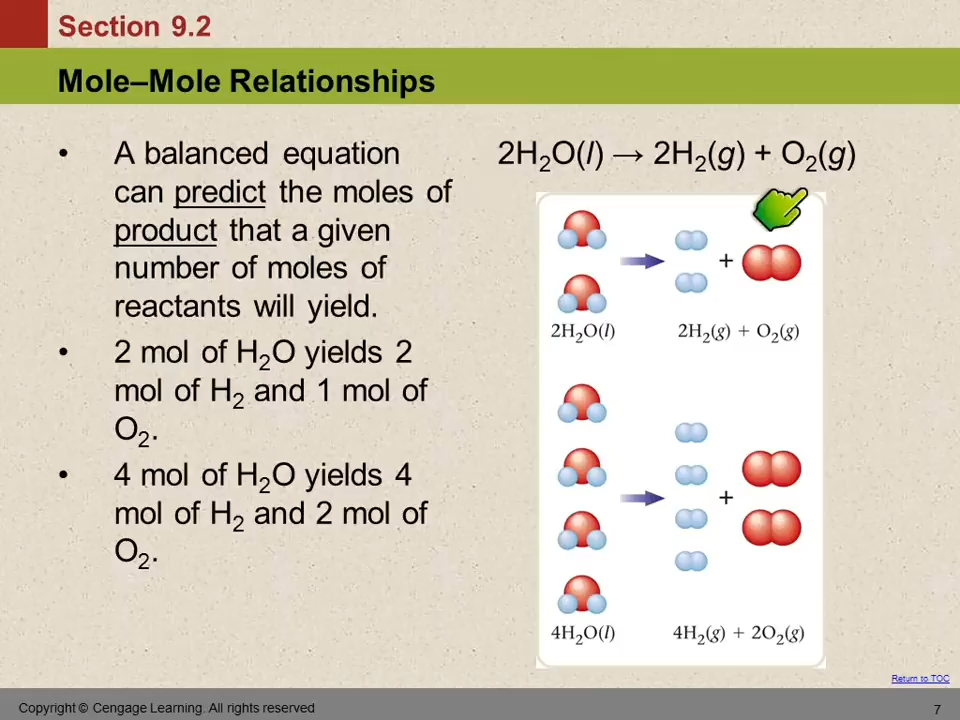 Section 9.2
Mole–Mole Relationships
• A balanced equation
can predict the moles of
product that a given
number of moles of
reactants will yield.
• 2 mol of H₂O yields 2
mol of H₂ and 1 mol of
O₂.
• 4 mol of H₂O yields 4
mol of H₂ and 2 mol of
O₂.
2H₂O(l) → 2H₂(g) + O₂(g)
+
2H₂O(l) 2H₂(g) + O₂(g)
+
4H₂O(l) 4H₂(g) + 2O₂(g)
Return to TOC
Copyright © Cengage Learning. All rights reserved 7